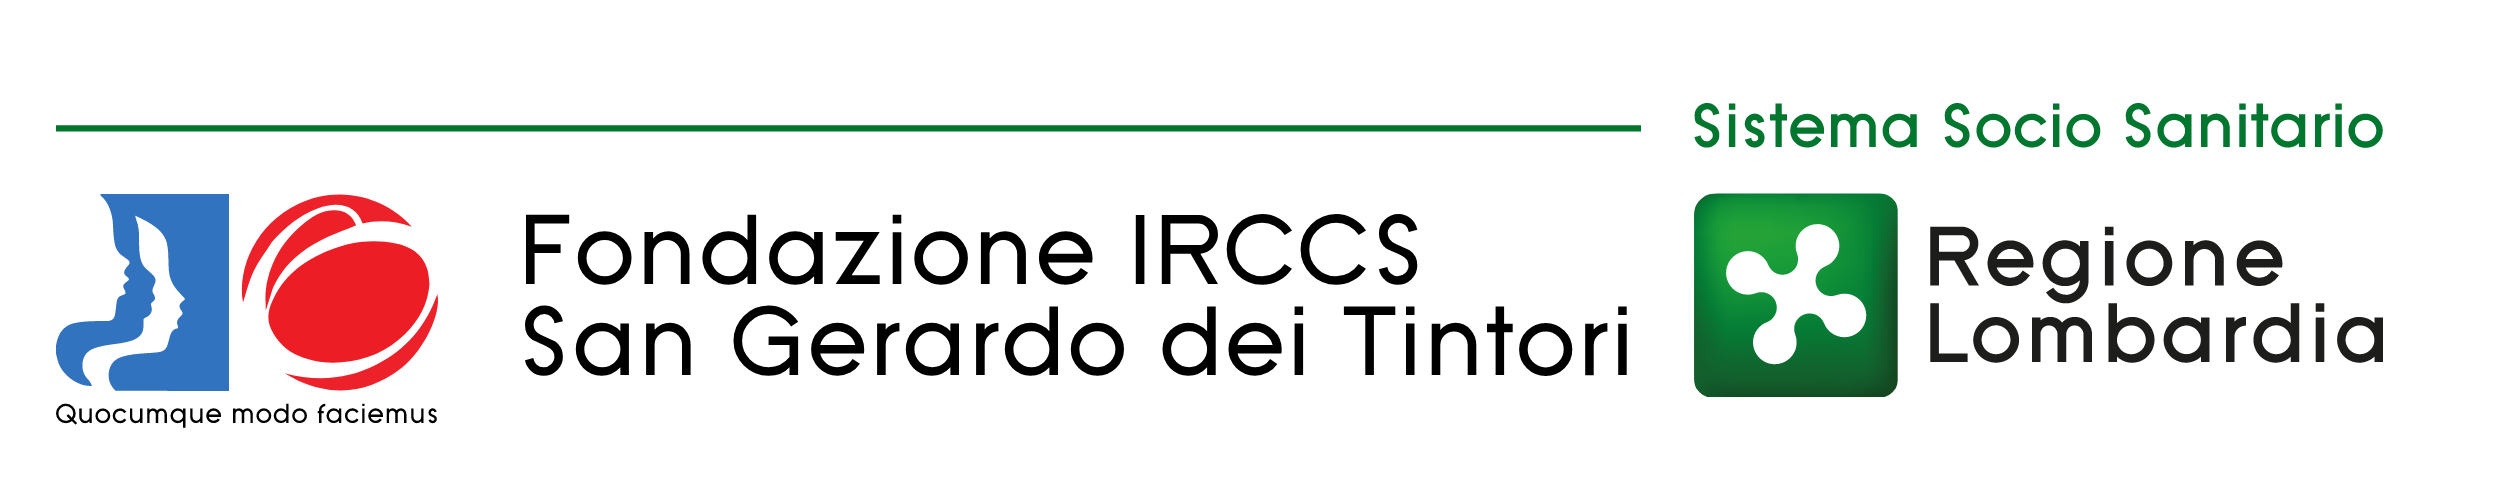 Sistema Socio Sanitario
Fondazione IRCCS
San Gerardo dei Tintori
Regione
Lombardia
Quocumque modo faciemus